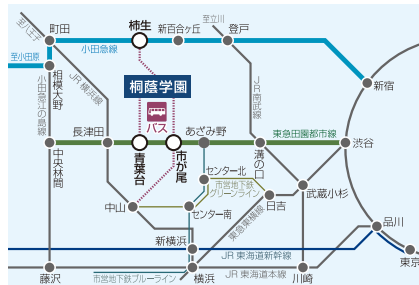 至八王子
町田
柿生
新百合ヶ丘
至立川
登戸
小田急線
至小田原
相模大野
JR横浜線
桐蔭学園
バス
JR南武線
新宿
小田急江の島線
長津田
あざみ野
東急田園都市線
渋谷
中央林間
青葉台
市が尾
溝の口
センター北
市営地下鉄
グリーンライン
日吉
武蔵小杉
中山
センター南
東急東横線
品川
新横浜
JR東海道新幹線
東京
藤沢
市営地下鉄ブルーライン
横浜
JR東海道本線
川崎